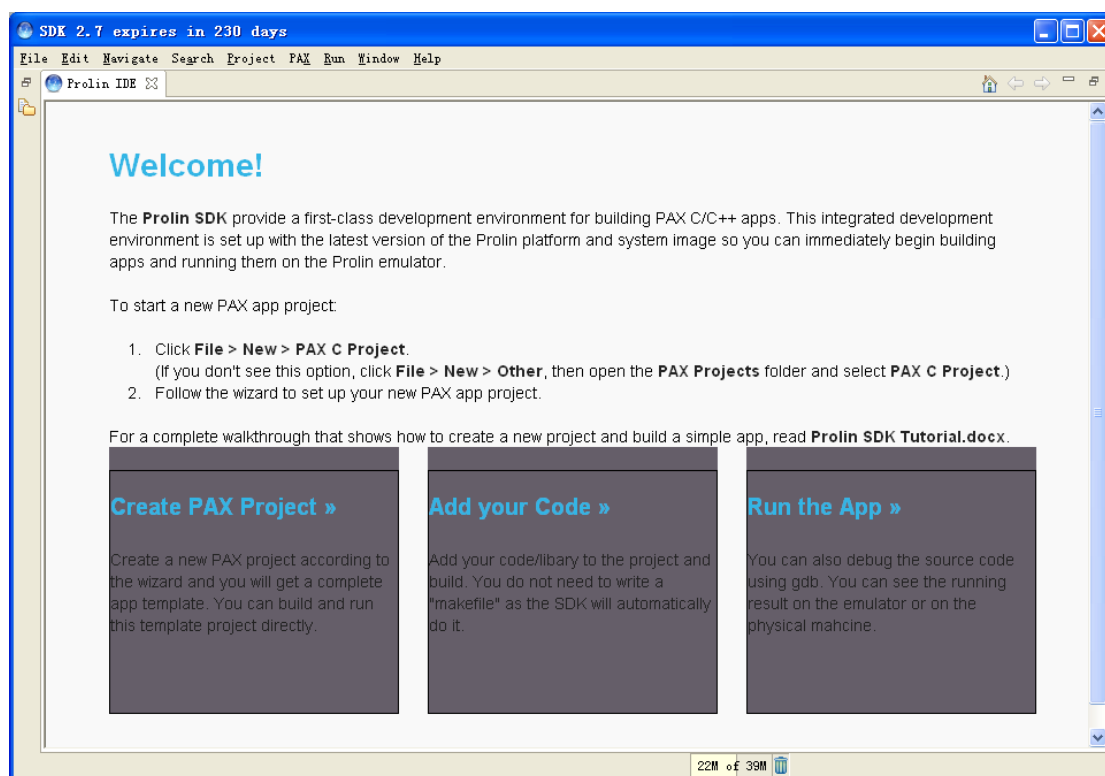 SDK 2.7 expires in 230 days
File Edit Navigate Search Project PAX Run Window Help
Prolin IDE
Welcome!
The Prolin SDK provide a first-class development environment for building PAX C/C++ apps. This integrated development
environment is set up with the latest version of the Prolin platform and system image so you can immediately begin building
apps and running them on the Prolin emulator.
To start a new PAX app project:
1. Click File > New > PAX C Project.
(If you don't see this option, click File > New > Other, then open the PAX Projects folder and select PAX C Project.)
2. Follow the wizard to set up your new PAX app project.
For a complete walkthrough that shows how to create a new project and build a simple app, read Prolin SDK Tutorial.docx.
Create PAX Project »
Create a new PAX project according to
the wizard and you will get a complete
app template. You can build and run
this template project directly.
Add your Code »
Add your code/libary to the project and
build. You do not need to write a
"makefile" as the SDK will automatically
do it.
Run the App »
You can also debug the source code
using gdb. You can see the running
result on the emulator or on the
physical mahcine.
22M of 39M